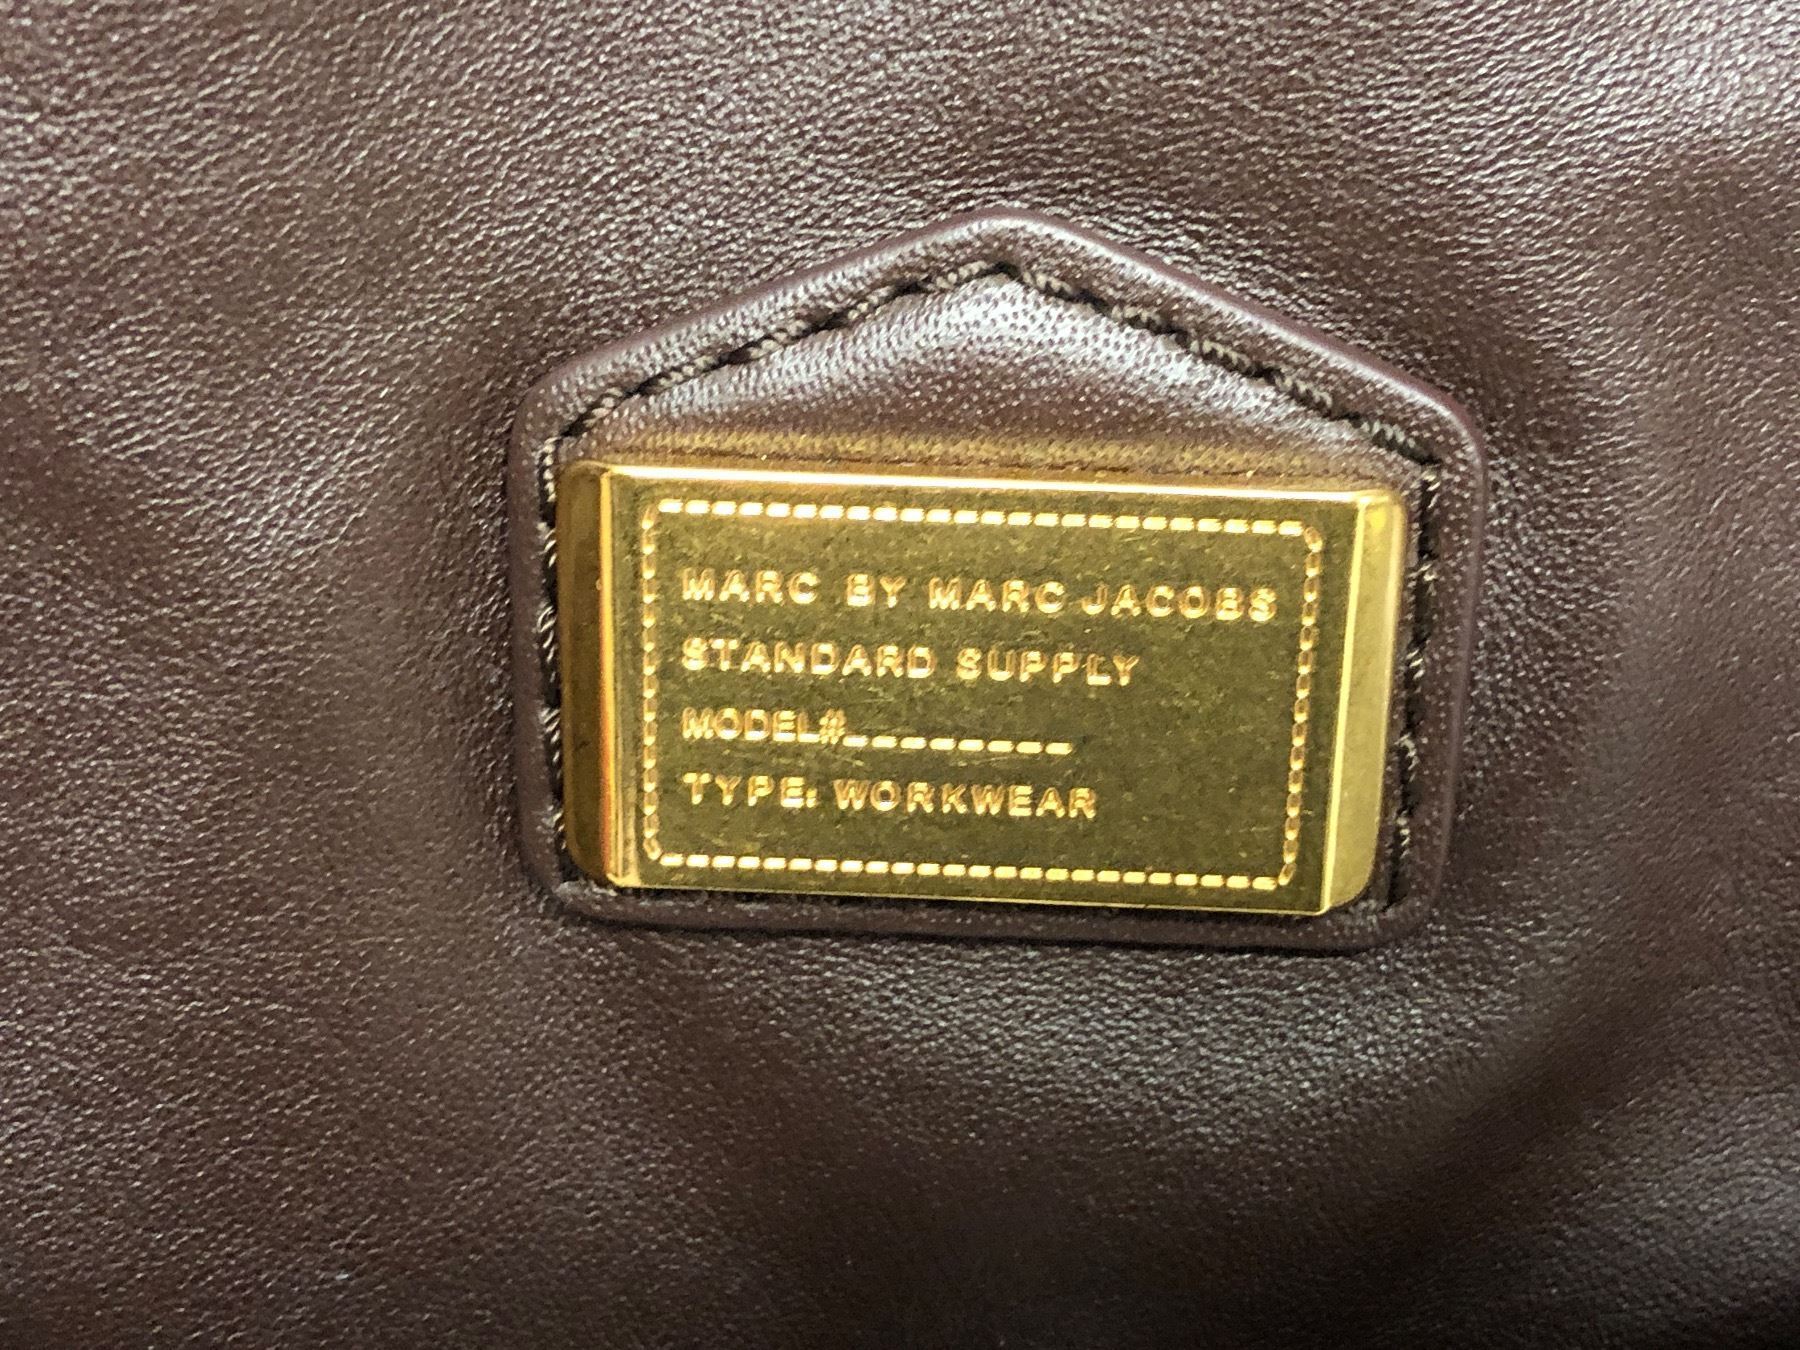 MARC BY MARC JACOBS
STANDARD SUPPLY
MODEL#________
TYPE: WORKWEAR